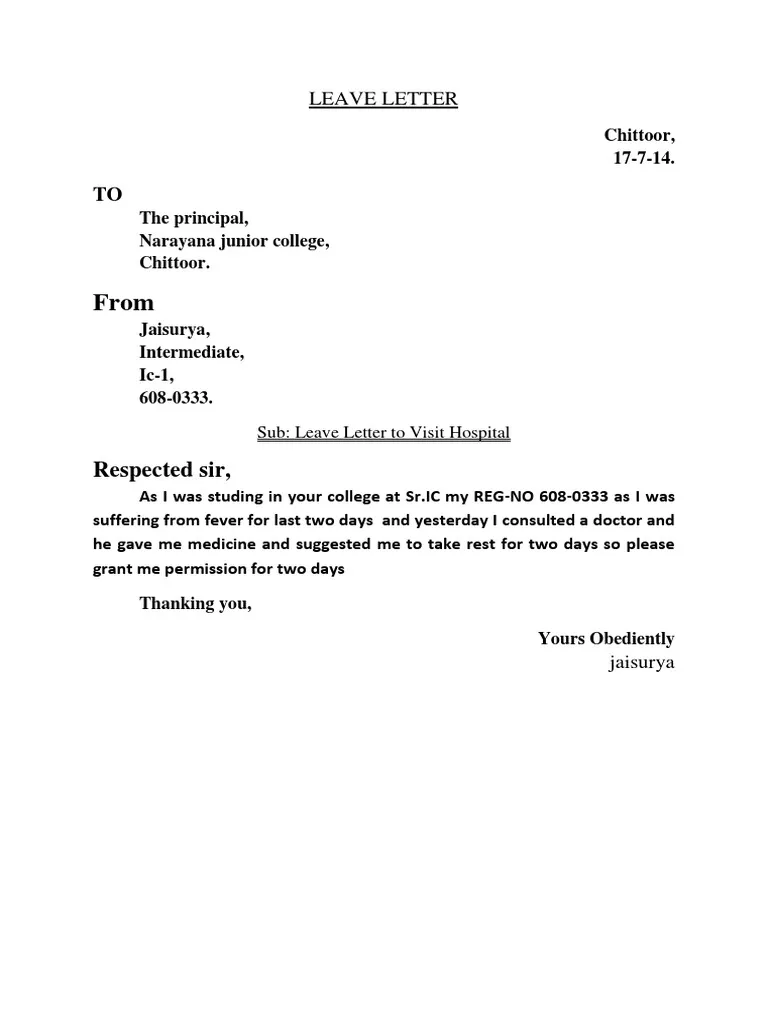 LEAVE LETTER
Chittoor,
17-7-14.
TO
The principal,
Narayana junior college,
Chittoor.
From
Jaisurya,
Intermediate,
Ic-1,
608-0333.
Sub: Leave Letter to Visit Hospital
Respected sir,
As I was studing in your college at Sr.IC my REG-NO 608-0333 as I was
suffering from fever for last two days  and yesterday I consulted a doctor and
he gave me medicine and suggested me to take rest for two days so please
grant me permission for two days
Thanking you,
Yours Obediently
jaisurya